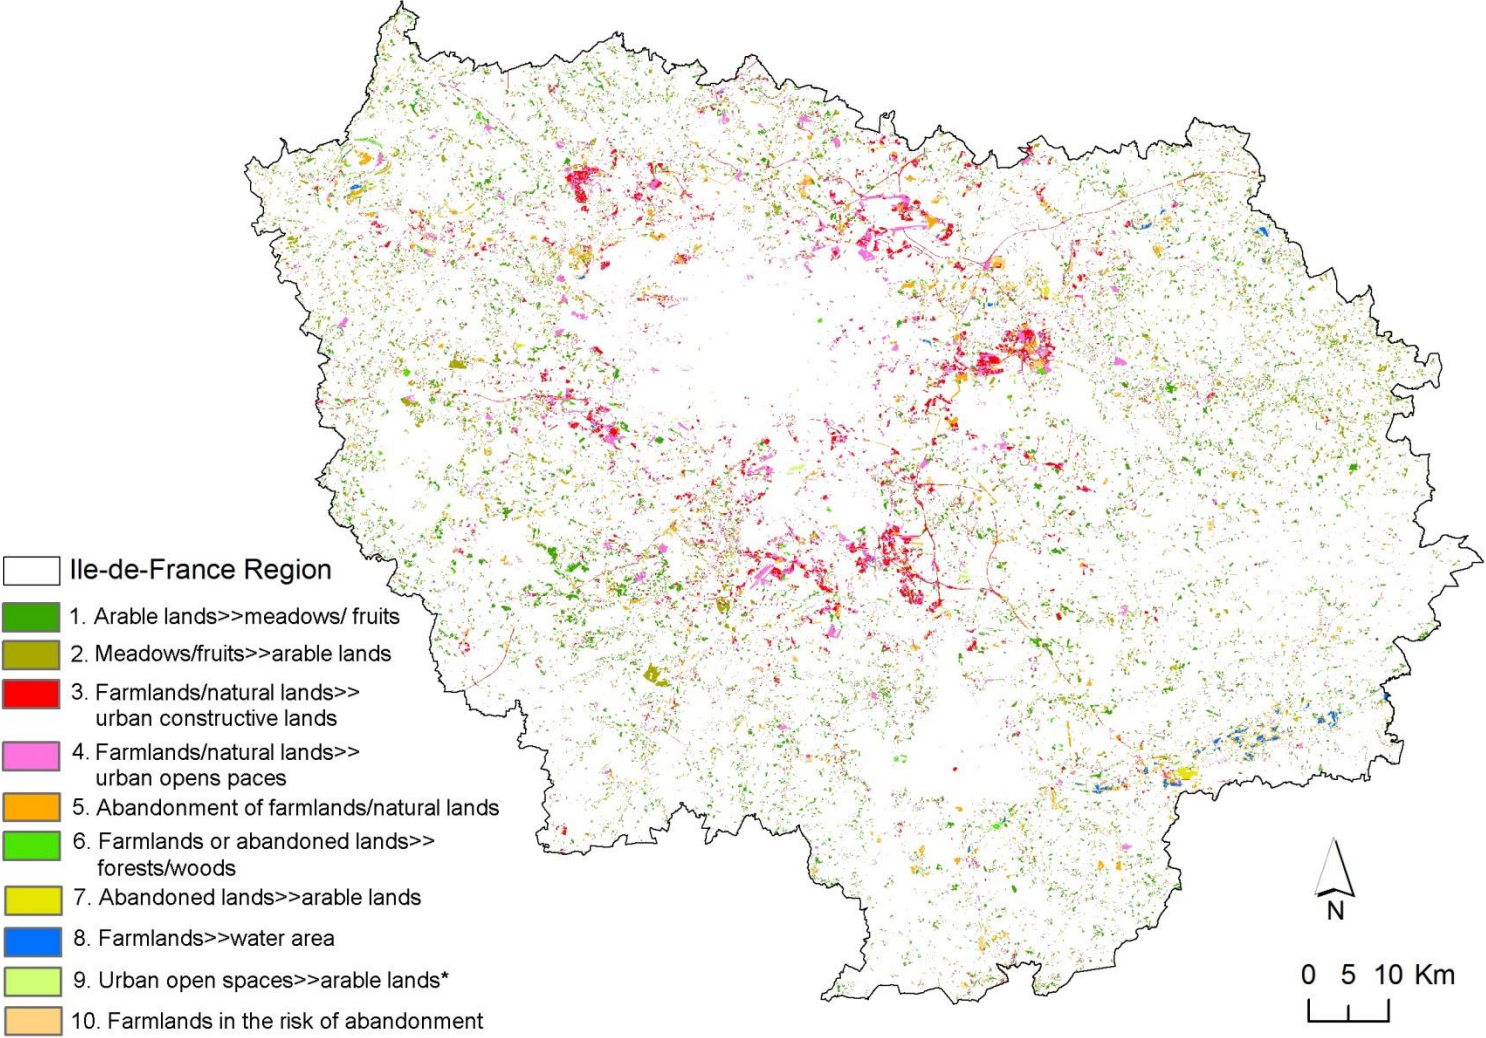 Ile-de-France Region
1. Arable lands>>meadows/ fruits
2. Meadows/fruits>>arable lands
3. Farmlands/natural lands>>
urban constructive lands
4. Farmlands/natural lands>>
urban opens paces
5. Abandonment of farmlands/natural lands
6. Farmlands or abandoned lands>>
forests/woods
7. Abandoned lands>>arable lands
8. Farmlands>>water area
9. Urban open spaces>>arable lands*
10. Farmlands in the risk of abandonment
N
0 5 10 Km